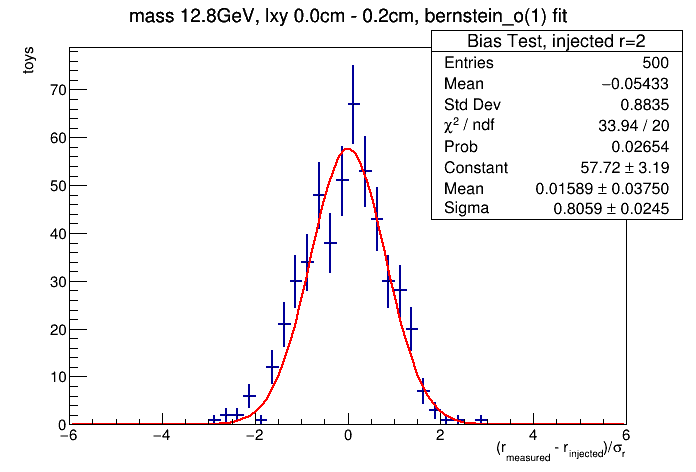 mass 12.8GeV, lxy 0.0cm - 0.2cm, bernstein_o(1) fit
Bias Test, injected r=2
Entries 500
Mean −0.05433
Std Dev 0.8835
χ² / ndf 33.94 / 20
Prob 0.02654
Constant 57.72 ± 3.19
Mean 0.01589 ± 0.03750
Sigma 0.8059 ± 0.0245
toys
70
60
50
40
30
20
10
0
−6 −4 −2 0 2 4 6
(r_measured - r_injected)/σ_r